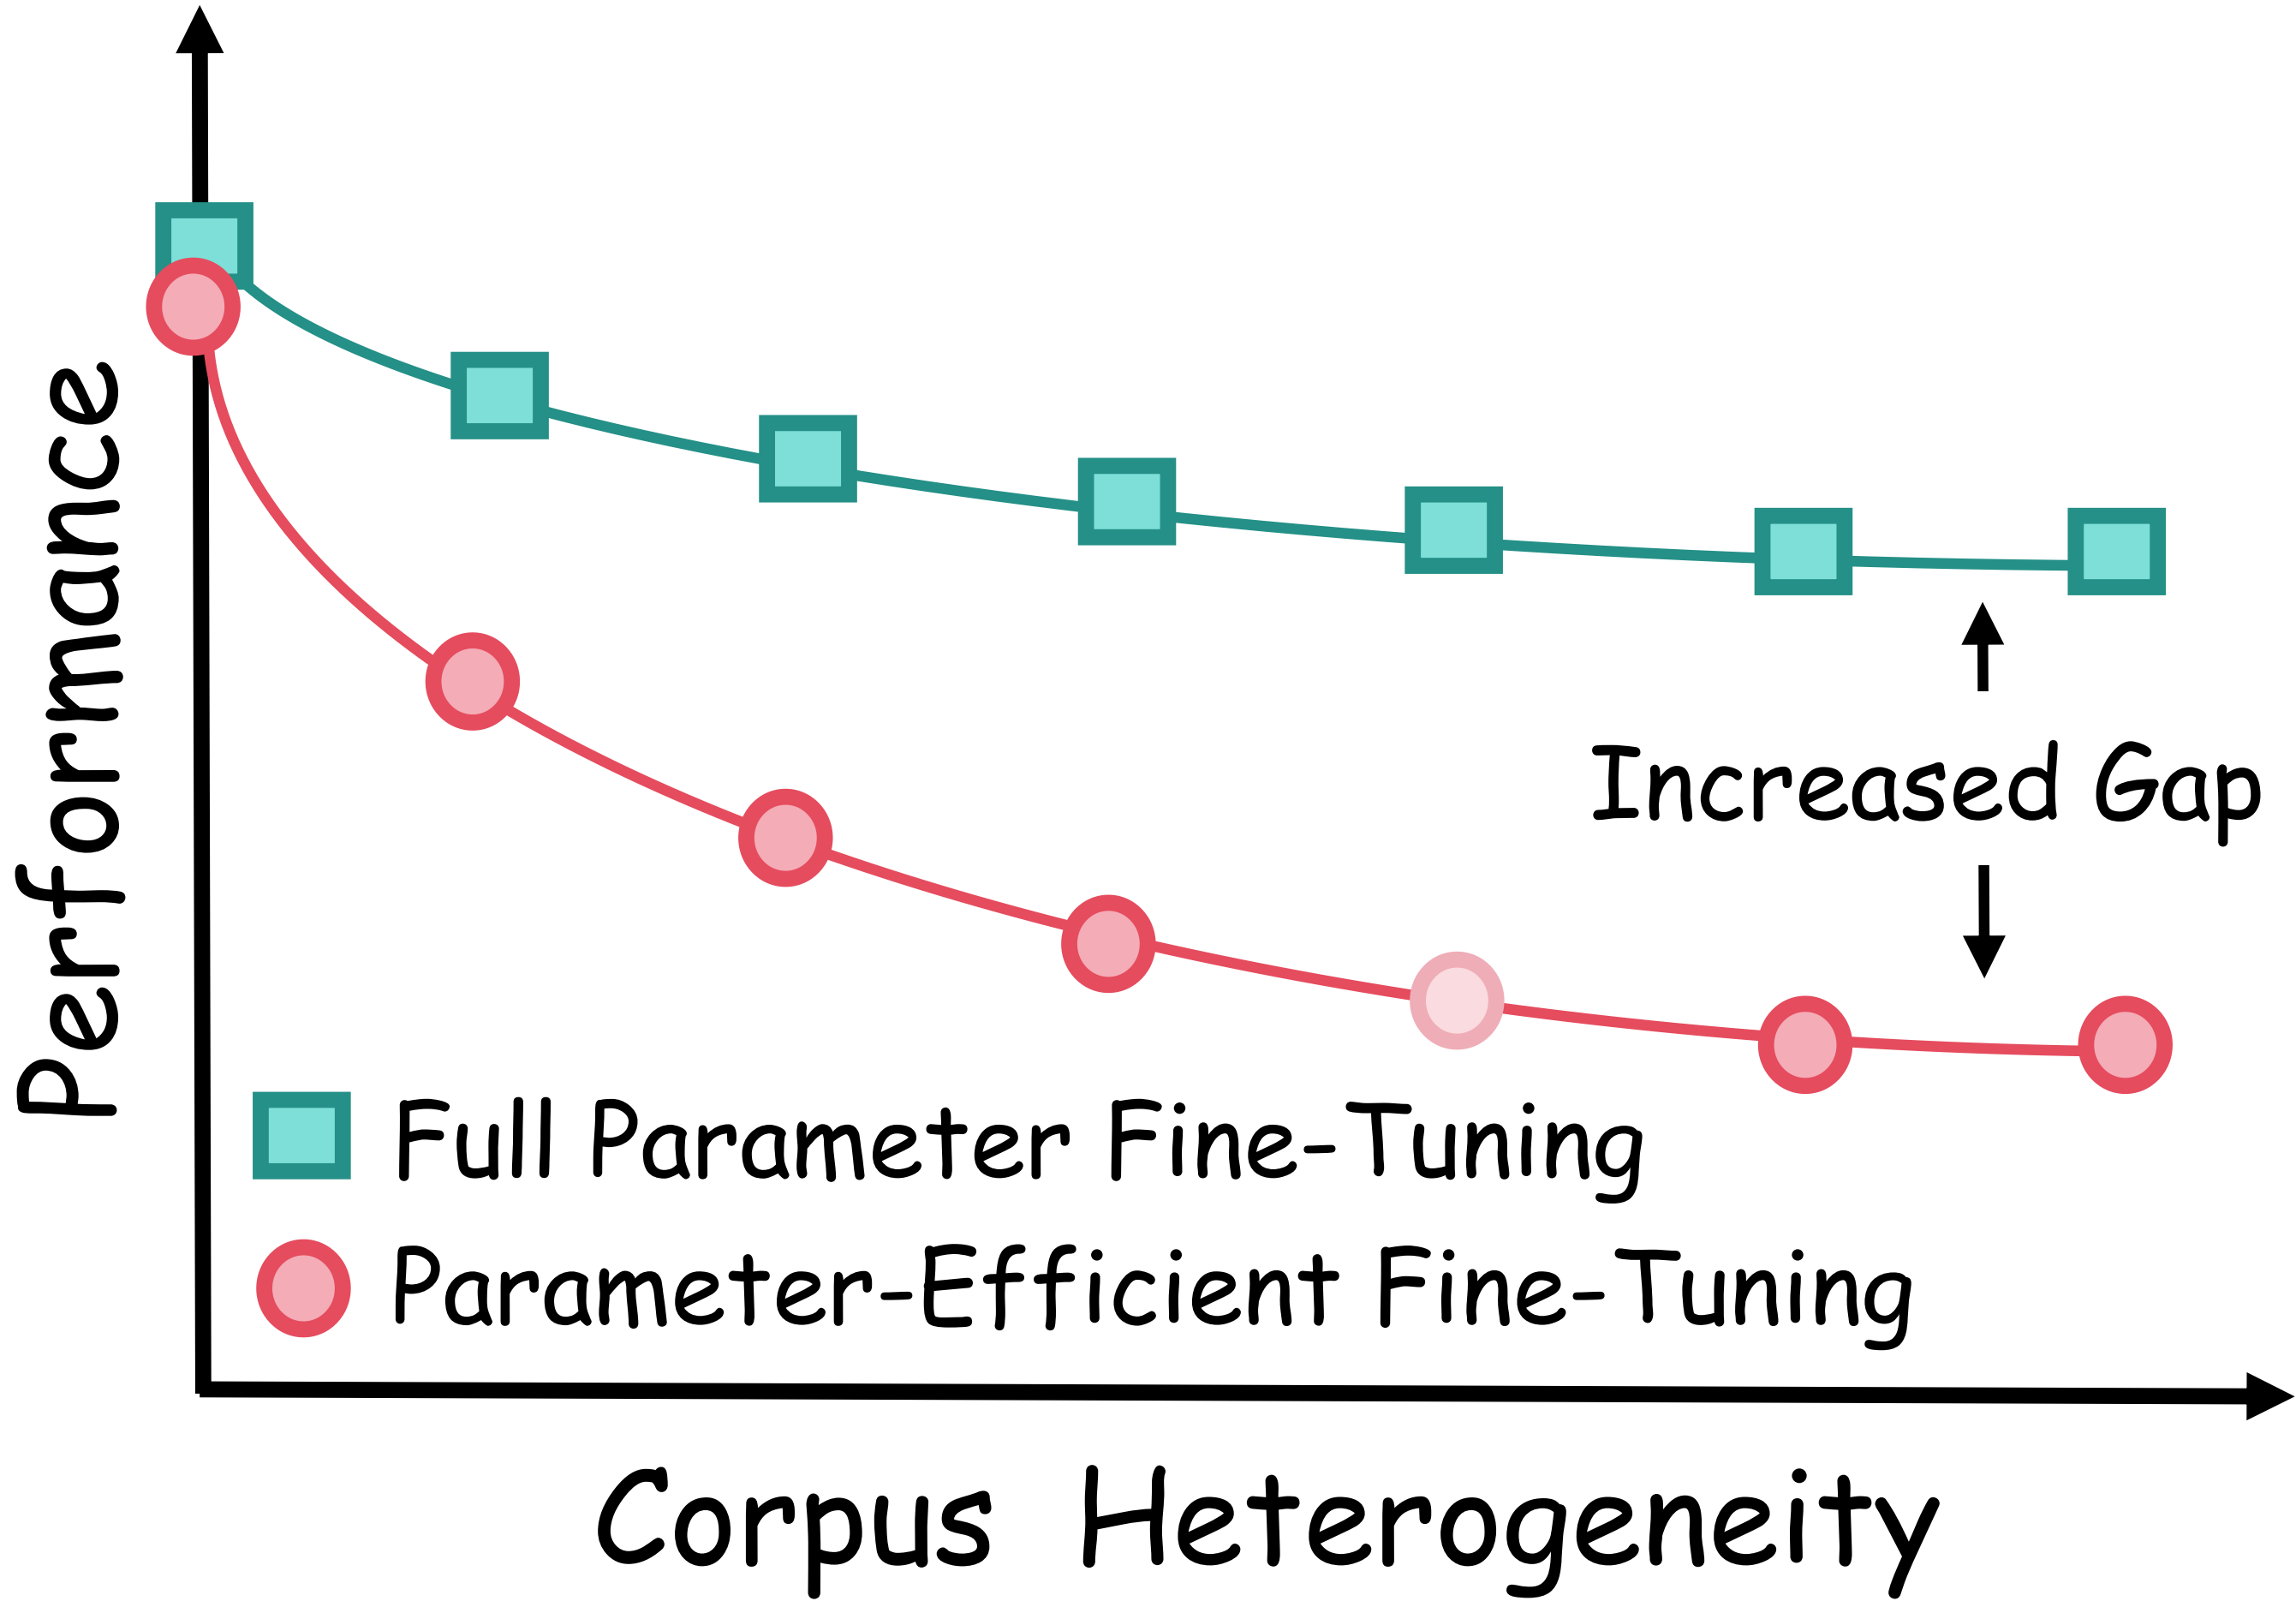 Performance
Increased Gap
Full Parameter Fine-Tuning
Parameter-Efficient Fine-Tuning
Corpus Heterogeneity